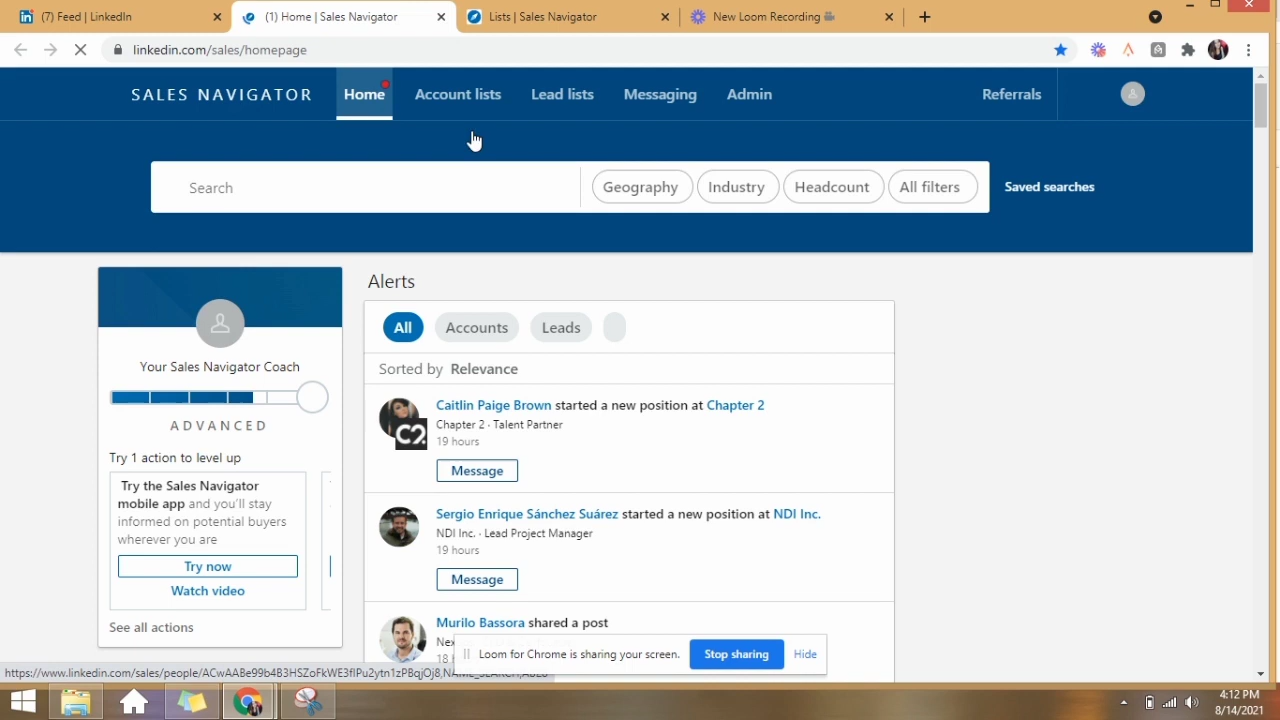 (7) Feed | LinkedIn
(1) Home | Sales Navigator
Lists | Sales Navigator
New Loom Recording
linkedin.com/sales/homepage
SALES NAVIGATOR
Home
Account lists
Lead lists
Messaging
Admin
Referrals
Search
Geography
Industry
Headcount
All filters
Saved searches
Your Sales Navigator Coach
ADVANCED
Try 1 action to level up
Try the Sales Navigator
mobile app and you'll stay
informed on potential buyers
wherever you are
Try now
Watch video
See all actions
Alerts
All
Accounts
Leads
Sorted by Relevance
Caitlin Paige Brown started a new position at Chapter 2
Chapter 2 · Talent Partner
19 hours
Message
C2.
Sergio Enrique Sánchez Suárez started a new position at NDI Inc.
NDI Inc. · Lead Project Manager
19 hours
Message
Murilo Bassora shared a post
18
Loom for Chrome is sharing your screen.
Stop sharing
Hide
4:12 PM
8/14/2021